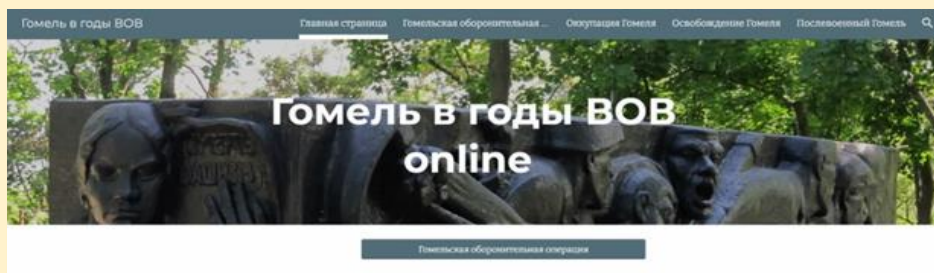 Гомель в годы ВОВ
Главная страница
Гомельская оборонительная ...
Оккупация Гомеля
Освобождение Гомеля
Послевоенный Гомель
Гомель в годы ВОВ
online
Гомельская оборонительная операция